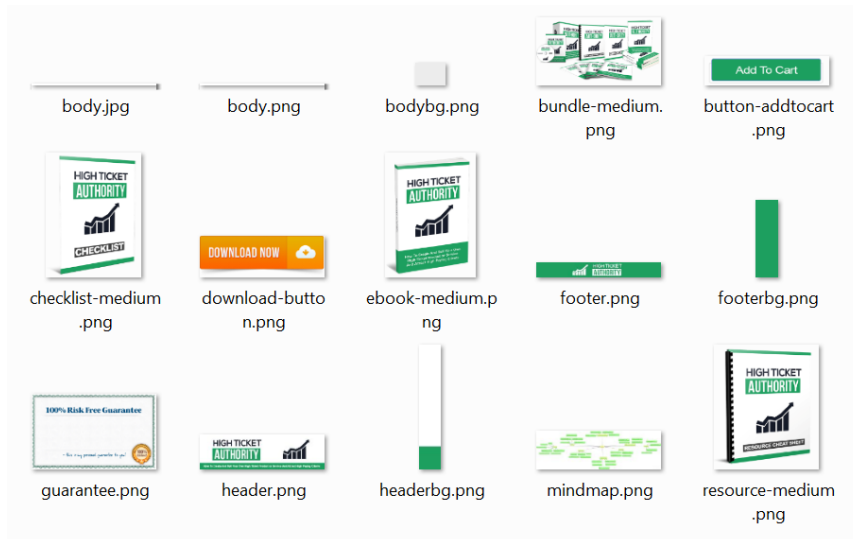 body.jpg
body.png
bodybg.png
bundle-medium.
png
Add To Cart
button-addtocart
.png
HIGH TICKET
AUTHORITY
CHECKLIST
checklist-medium
.png
DOWNLOAD NOW
download-butto
n.png
HIGH TICKET
AUTHORITY
ebook-medium.p
ng
HIGH TICKET
AUTHORITY
footer.png
footerbg.png
100% Risk Free Guarantee
guarantee.png
HIGH TICKET
AUTHORITY
header.png
headerbg.png
mindmap.png
HIGH TICKET
AUTHORITY
RESOURCE CHEAT SHEET
resource-medium
.png